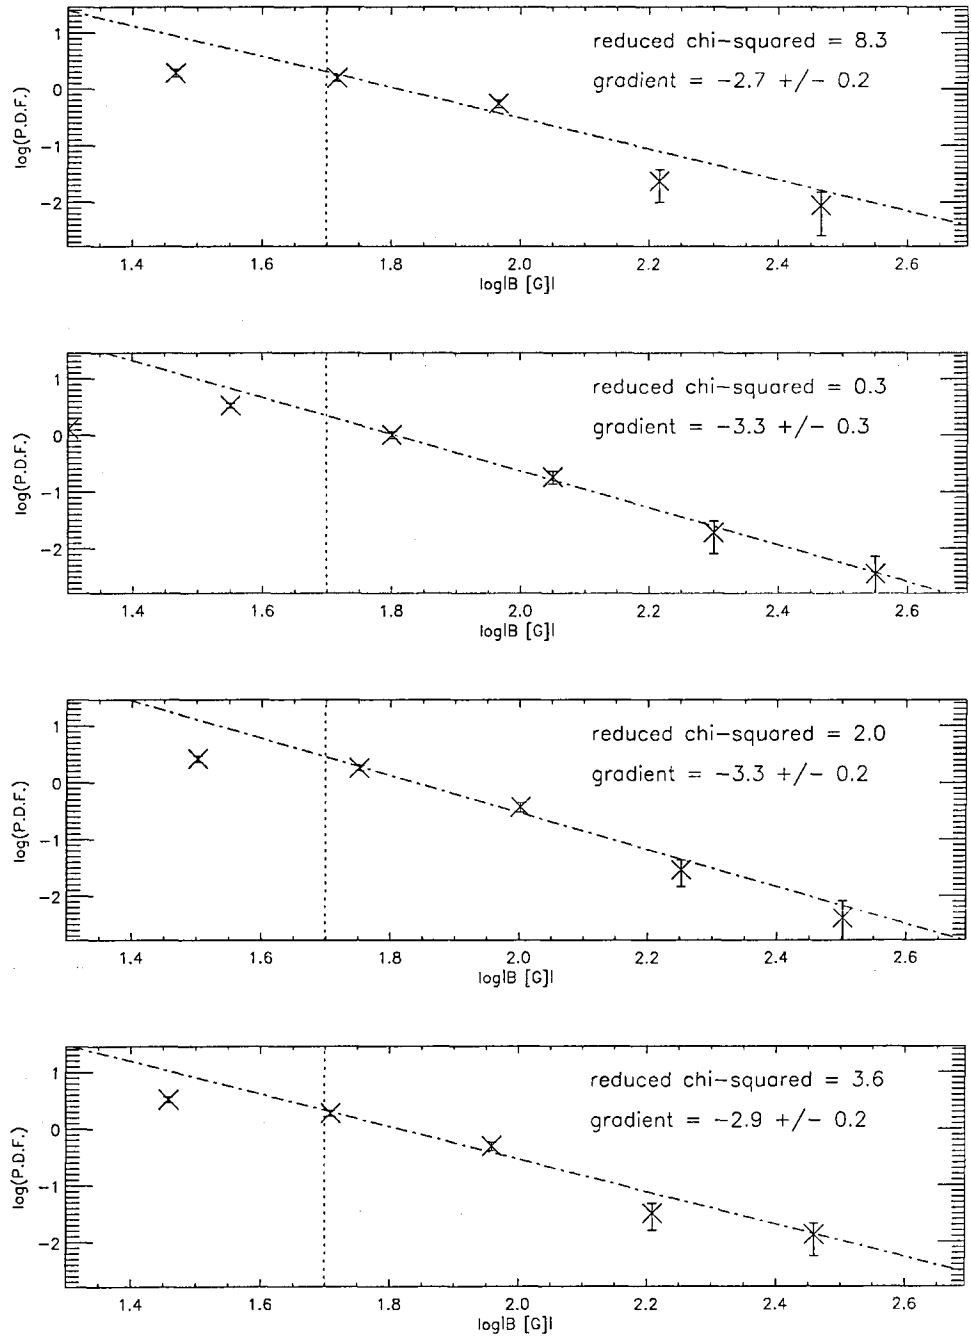 reduced chi-squared = 8.3
gradient = -2.7 +/- 0.2
1
0
-1
-2
log(P.D.F.)
1.4 1.6 1.8 2.0 2.2 2.4 2.6
log|B [G]|
reduced chi-squared = 0.3
gradient = -3.3 +/- 0.3
1
0
-1
-2
log(P.D.F.)
1.4 1.6 1.8 2.0 2.2 2.4 2.6
log|B [G]|
reduced chi-squared = 2.0
gradient = -3.3 +/- 0.2
1
0
-1
-2
log(P.D.F.)
1.4 1.6 1.8 2.0 2.2 2.4 2.6
log|B [G]|
reduced chi-squared = 3.6
gradient = -2.9 +/- 0.2
1
0
-1
-2
log(P.D.F.)
1.4 1.6 1.8 2.0 2.2 2.4 2.6
log|B [G]|